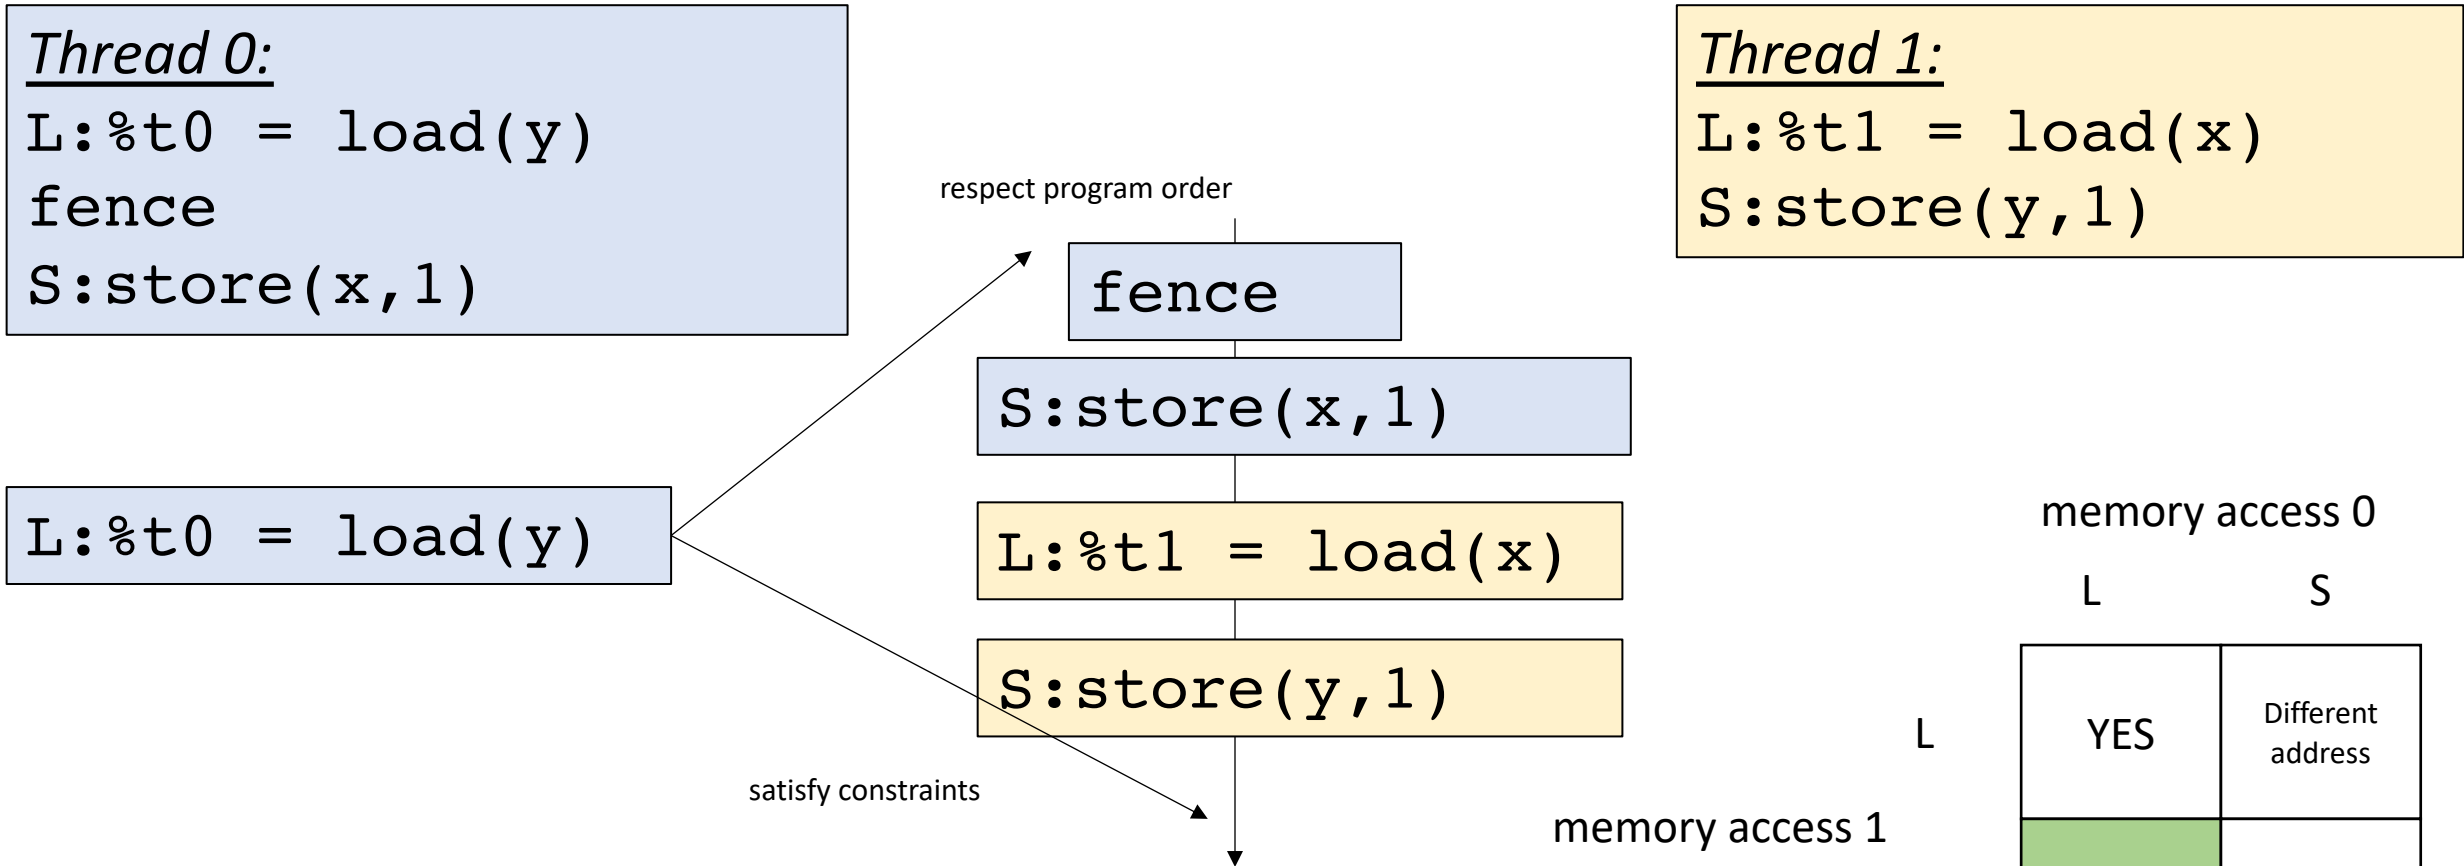 Thread 0:
L:%t0 = load(y)
fence
S:store(x,1)
Thread 1:
L:%t1 = load(x)
S:store(y,1)
respect program order
fence
S:store(x,1)
L:%t0 = load(y)
L:%t1 = load(x)
S:store(y,1)
satisfy constraints
memory access 0
L S
L YES Different
address
memory access 1